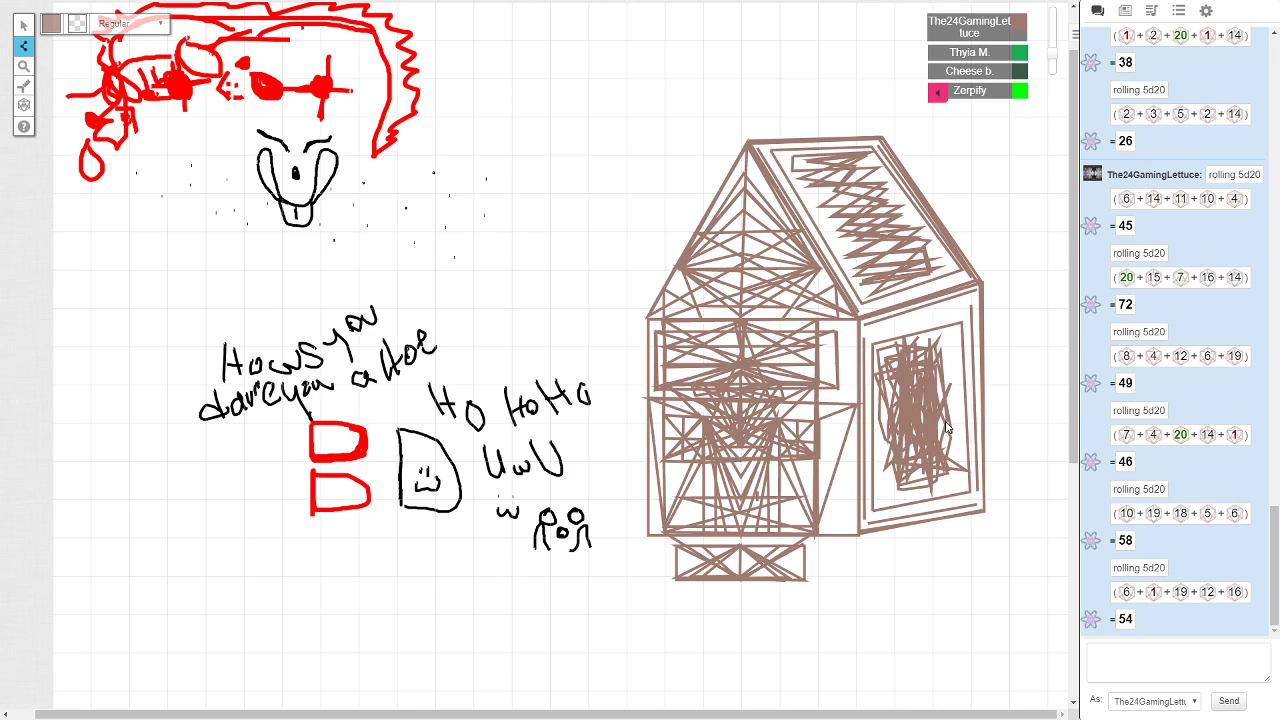 Regular
The24GamingLet
tuce
Thyia M.
Cheese b.
Zerpify
Hows you
dare you a Hoe
HO HoHo
UwU
w
(1+2+20+1+14)
= 38
rolling 5d20
(2+3+5+2+14)
= 26
The24GamingLettuce: rolling 5d20
(6+14+11+10+4)
= 45
rolling 5d20
(20+15+7+16+14)
= 72
rolling 5d20
(8+4+12+6+19)
= 49
rolling 5d20
(7+4+20+14+1)
= 46
rolling 5d20
(10+19+18+5+6)
= 58
rolling 5d20
(6+1+19+12+16)
= 54
As: The24GamingLettu
Send